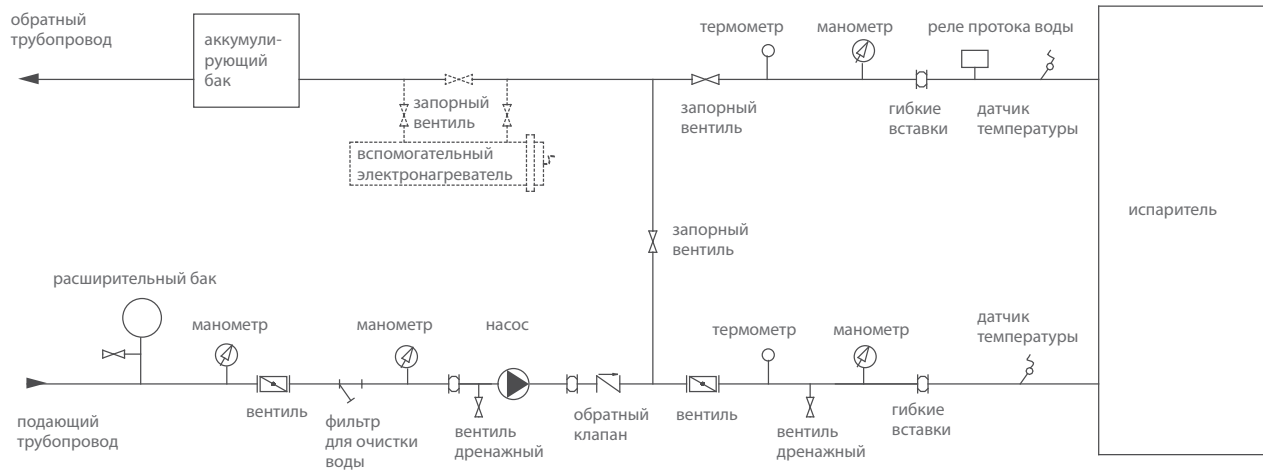 обратный
трубопровод
аккумули-
рующий
бак
термометр
манометр
реле протока воды
запорный
вентиль
запорный
вентиль
гибкие
вставки
датчик
температуры
вспомогательный
электронагреватель
испаритель
запорный
вентиль
расширительный бак
манометр
манометр
насос
термометр
манометр
датчик
температуры
подающий
трубопровод
вентиль
фильтр
для очистки
воды
вентиль
дренажный
обратный
клапан
вентиль
вентиль
дренажный
гибкие
вставки